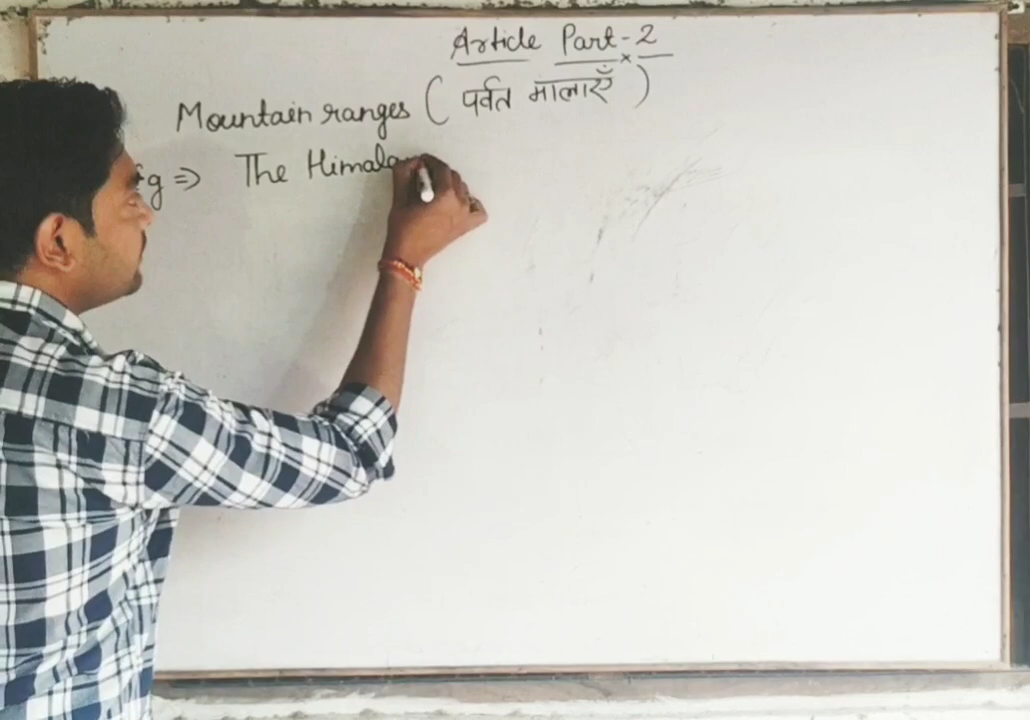 Article Part-2
Mountain ranges ( पर्वत मालाएँ )
g ⇒ The Himala